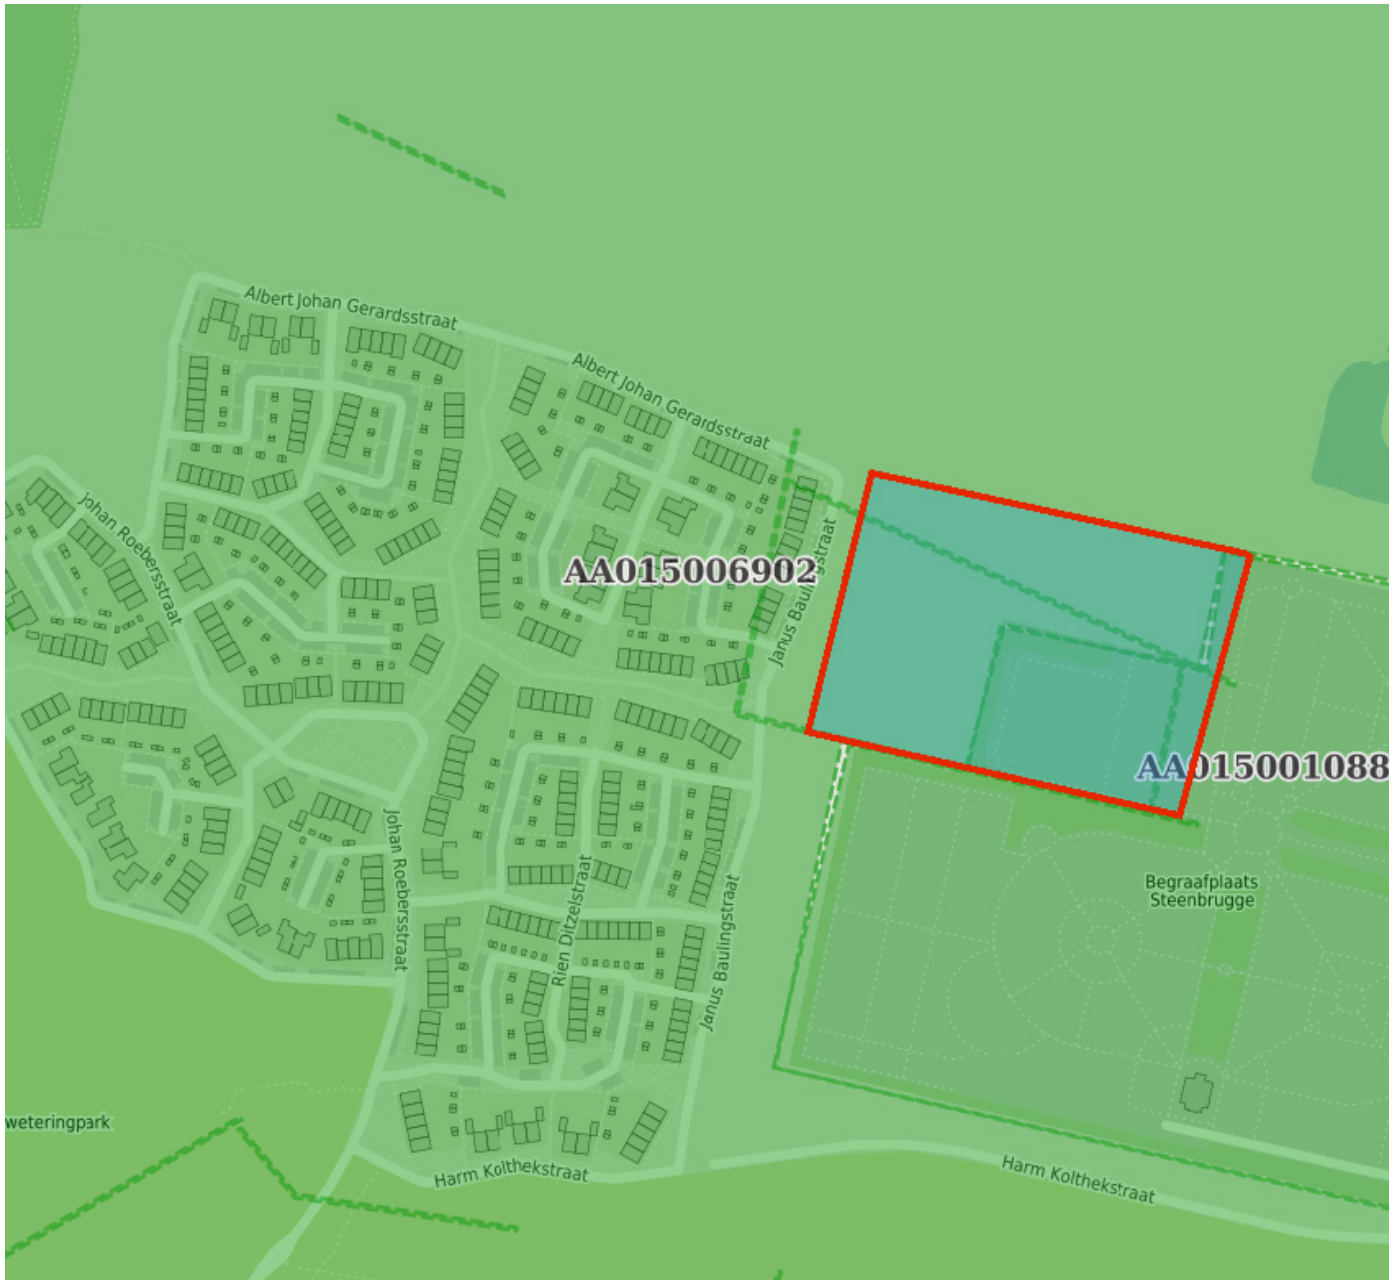 Albert Johan Gerardsstraat
Albert Johan Gerardsstraat
Johan Roebersstraat
AA015006902
Janus Baulingstraat
AA015001088
Johan Roebersstraat
Rien Ditzelstraat
Janus Baulingstraat
Begraafplaats
Steenbrugge
weteringpark
Harm Kolthekstraat
Harm Kolthekstraat